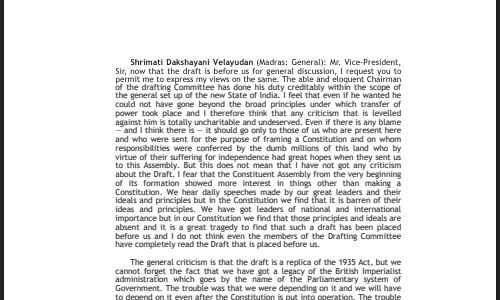 Shrimati Dakshayani Velayudan (Madras: General): Mr. Vice-President,
Sir, now that the draft is before us for general discussion, I request you to
permit me to express my views on the same. The able and eloquent Chairman
of the drafting Committee has done his duty creditably within the scope of
the general set up of the new State of India. I feel that even if he wanted he
could not have gone beyond the broad principles under which transfer of
power took place and I therefore think that any criticism that is levelled
against him is totally uncharitable and undeserved. Even if there is any blame
— and I think there is — it should go only to those of us who are present here
and who were sent for the purpose of framing a Constitution and on whom
responsibilities were conferred by the dumb millions of this land who by
virtue of their suffering for independence had great hopes when they sent us
to this Assembly. But this does not mean that I have not got any criticism
about the Draft. I fear that the Constituent Assembly from the very beginning
of its formation showed more interest in things other than making a
Constitution. We hear daily speeches made by our great leaders and their
ideals and principles but in the Constitution we find that it is barren of their
ideas and principles. We have got leaders of national and international
importance but in our Constitution we find that those principles and ideals are
absent and it is a great tragedy to find that such a draft has been placed
before us and I do not think even the members of the Drafting Committee
have completely read the Draft that is placed before us.
The general criticism is that the draft is a replica of the 1935 Act, but we
cannot forget the fact that we have got a legacy of the British Imperialist
administration which goes by the name of the Parliamentary system of
Government. The trouble was that we were depending on it and we will have
to depend on it even after the Constitution is put into operation. The trouble